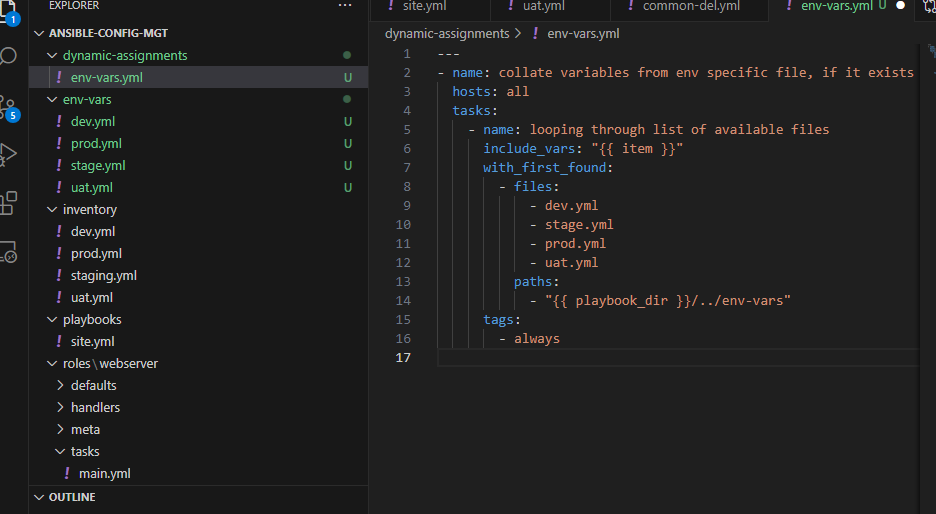 EXPLORER
...
ANSIBLE-CONFIG-MGT
dynamic-assignments
! env-vars.yml U
env-vars
! dev.yml U
! prod.yml U
! stage.yml U
! uat.yml U
inventory
! dev.yml
! prod.yml
! staging.yml
! uat.yml
playbooks
! site.yml
roles\webserver
defaults
handlers
meta
tasks
! main.yml
OUTLINE
1
5
! site.yml
! uat.yml
! common-del.yml
! env-vars.yml U
dynamic-assignments > ! env-vars.yml
1 ---
2 - name: collate variables from env specific file, if it exists
3 hosts: all
4 tasks:
5 - name: looping through list of available files
6 include_vars: "{{ item }}"
7 with_first_found:
8 - files:
9 - dev.yml
10 - stage.yml
11 - prod.yml
12 - uat.yml
13 paths:
14 - "{{ playbook_dir }}/../env-vars"
15 tags:
16 - always
17